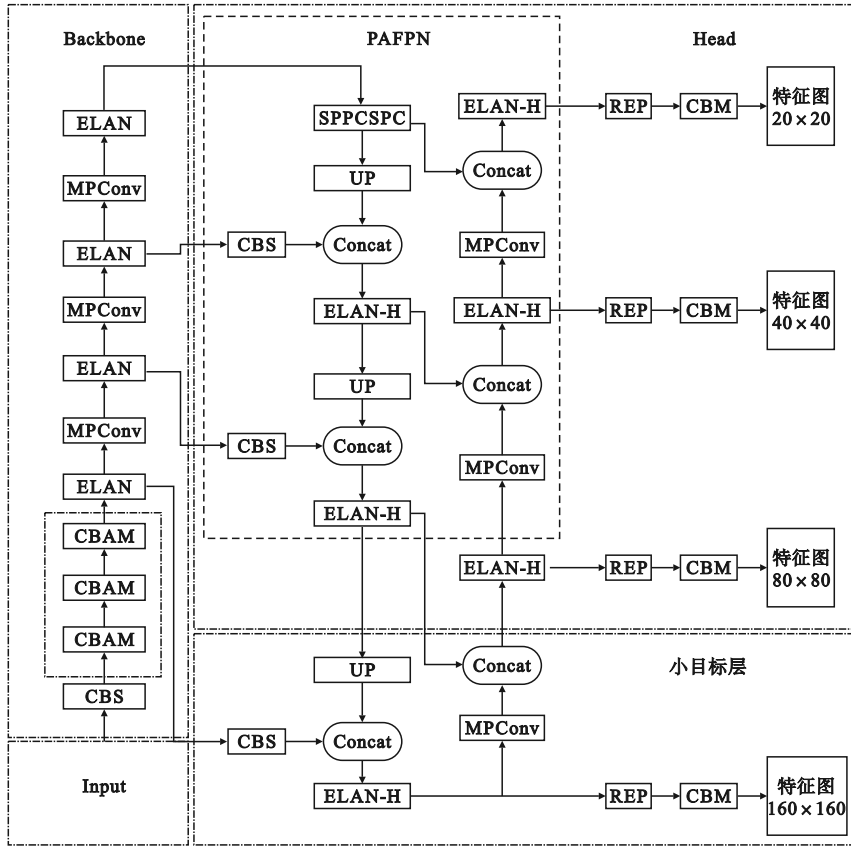 Backbone
PAFPN
Head
ELAN
MPConv
ELAN
MPConv
ELAN
MPConv
ELAN
CBAM
CBAM
CBAM
CBS
Input
SPPCSPC
UP
CBS
Concat
ELAN-H
UP
CBS
Concat
ELAN-H
UP
CBS
Concat
ELAN-H
ELAN-H
Concat
MPConv
ELAN-H
Concat
MPConv
ELAN-H
Concat
MPConv
REP
CBM
特征图
20×20
REP
CBM
特征图
40×40
REP
CBM
特征图
80×80
小目标层
REP
CBM
特征图
160×160